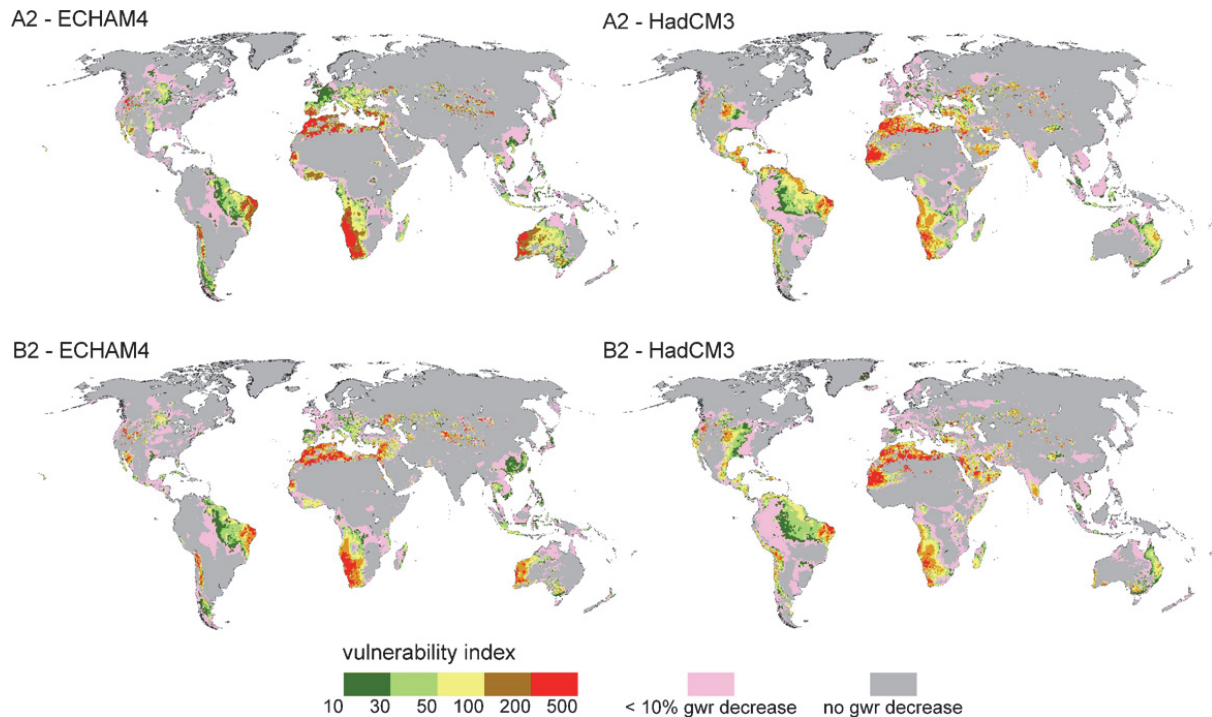 A2 - ECHAM4
A2 - HadCM3
B2 - ECHAM4
B2 - HadCM3
vulnerability index
10 30 50 100 200 500
< 10% gwr decrease
no gwr decrease